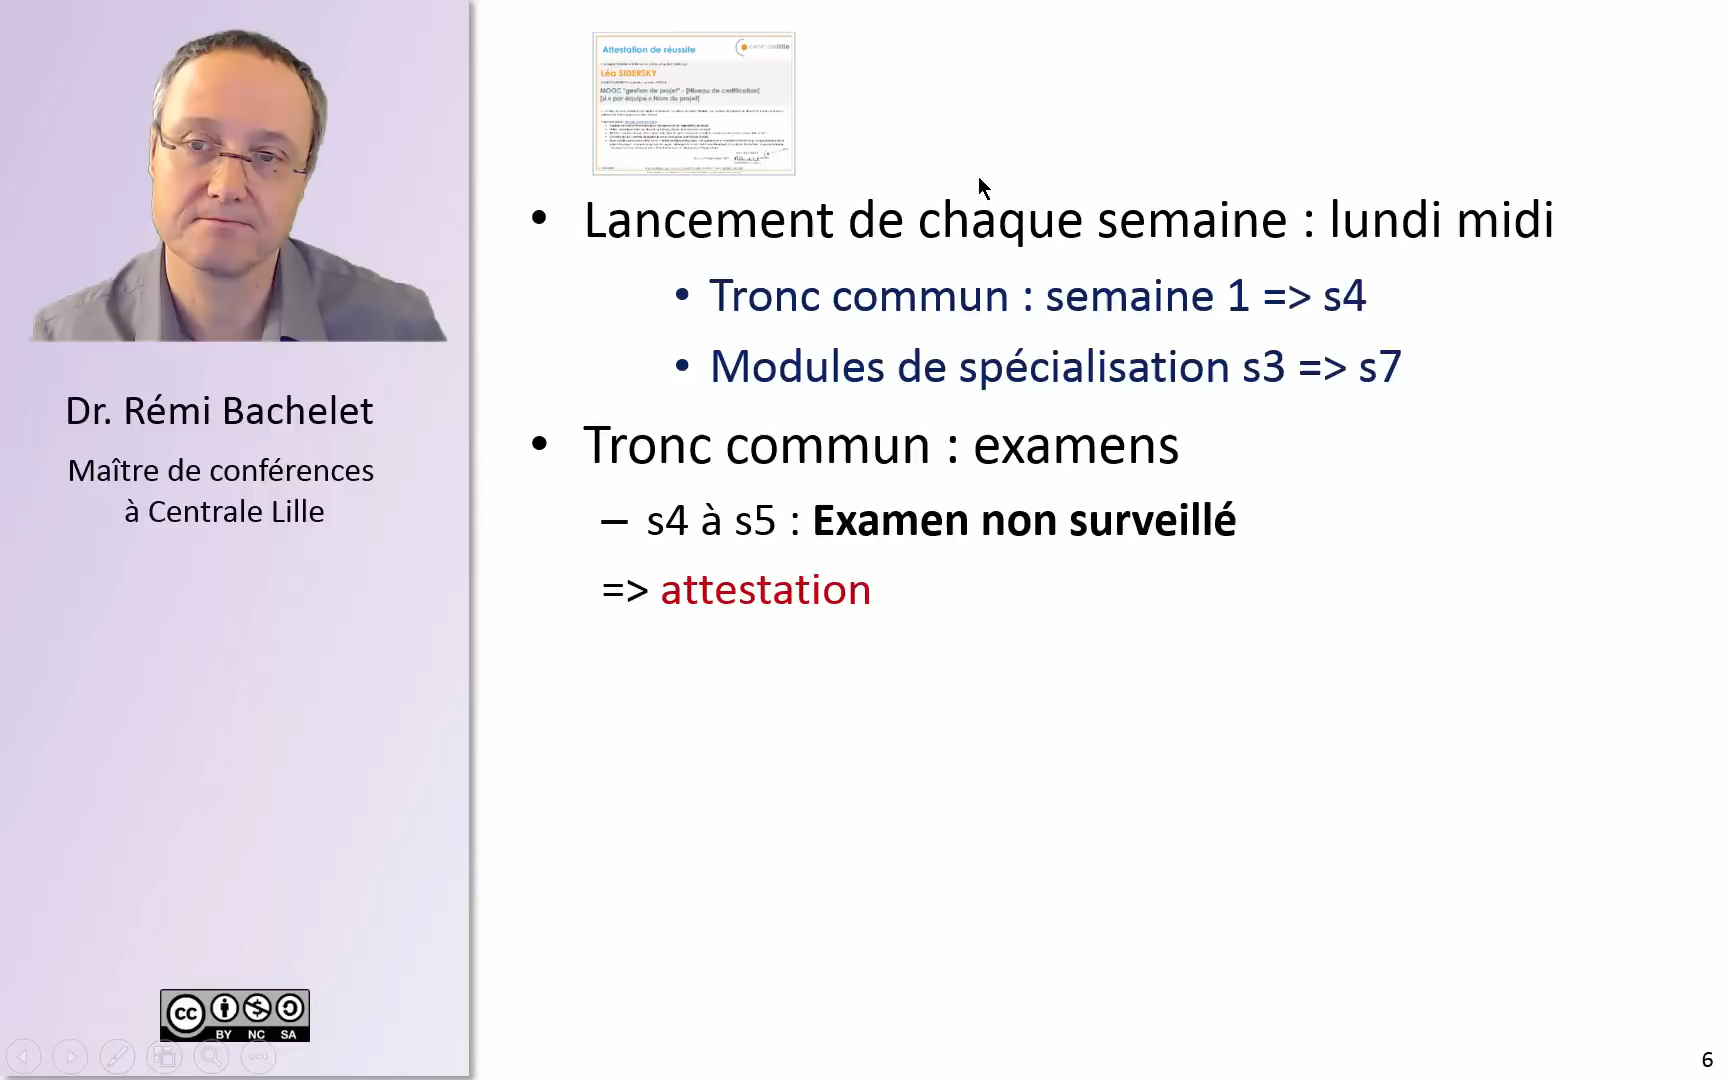 Dr. Rémi Bachelet
Maître de conférences
à Centrale Lille
cc
BY NC SA
Attestation de réussite
centralelille
Léa SIDERSKY
MOOC "gestion de projet" - [Niveau de certification]
[si « par équipe » Nom du projet]
• Lancement de chaque semaine : lundi midi
• Tronc commun : semaine 1 => s4
• Modules de spécialisation s3 => s7
• Tronc commun : examens
– s4 à s5 : Examen non surveillé
=> attestation
6